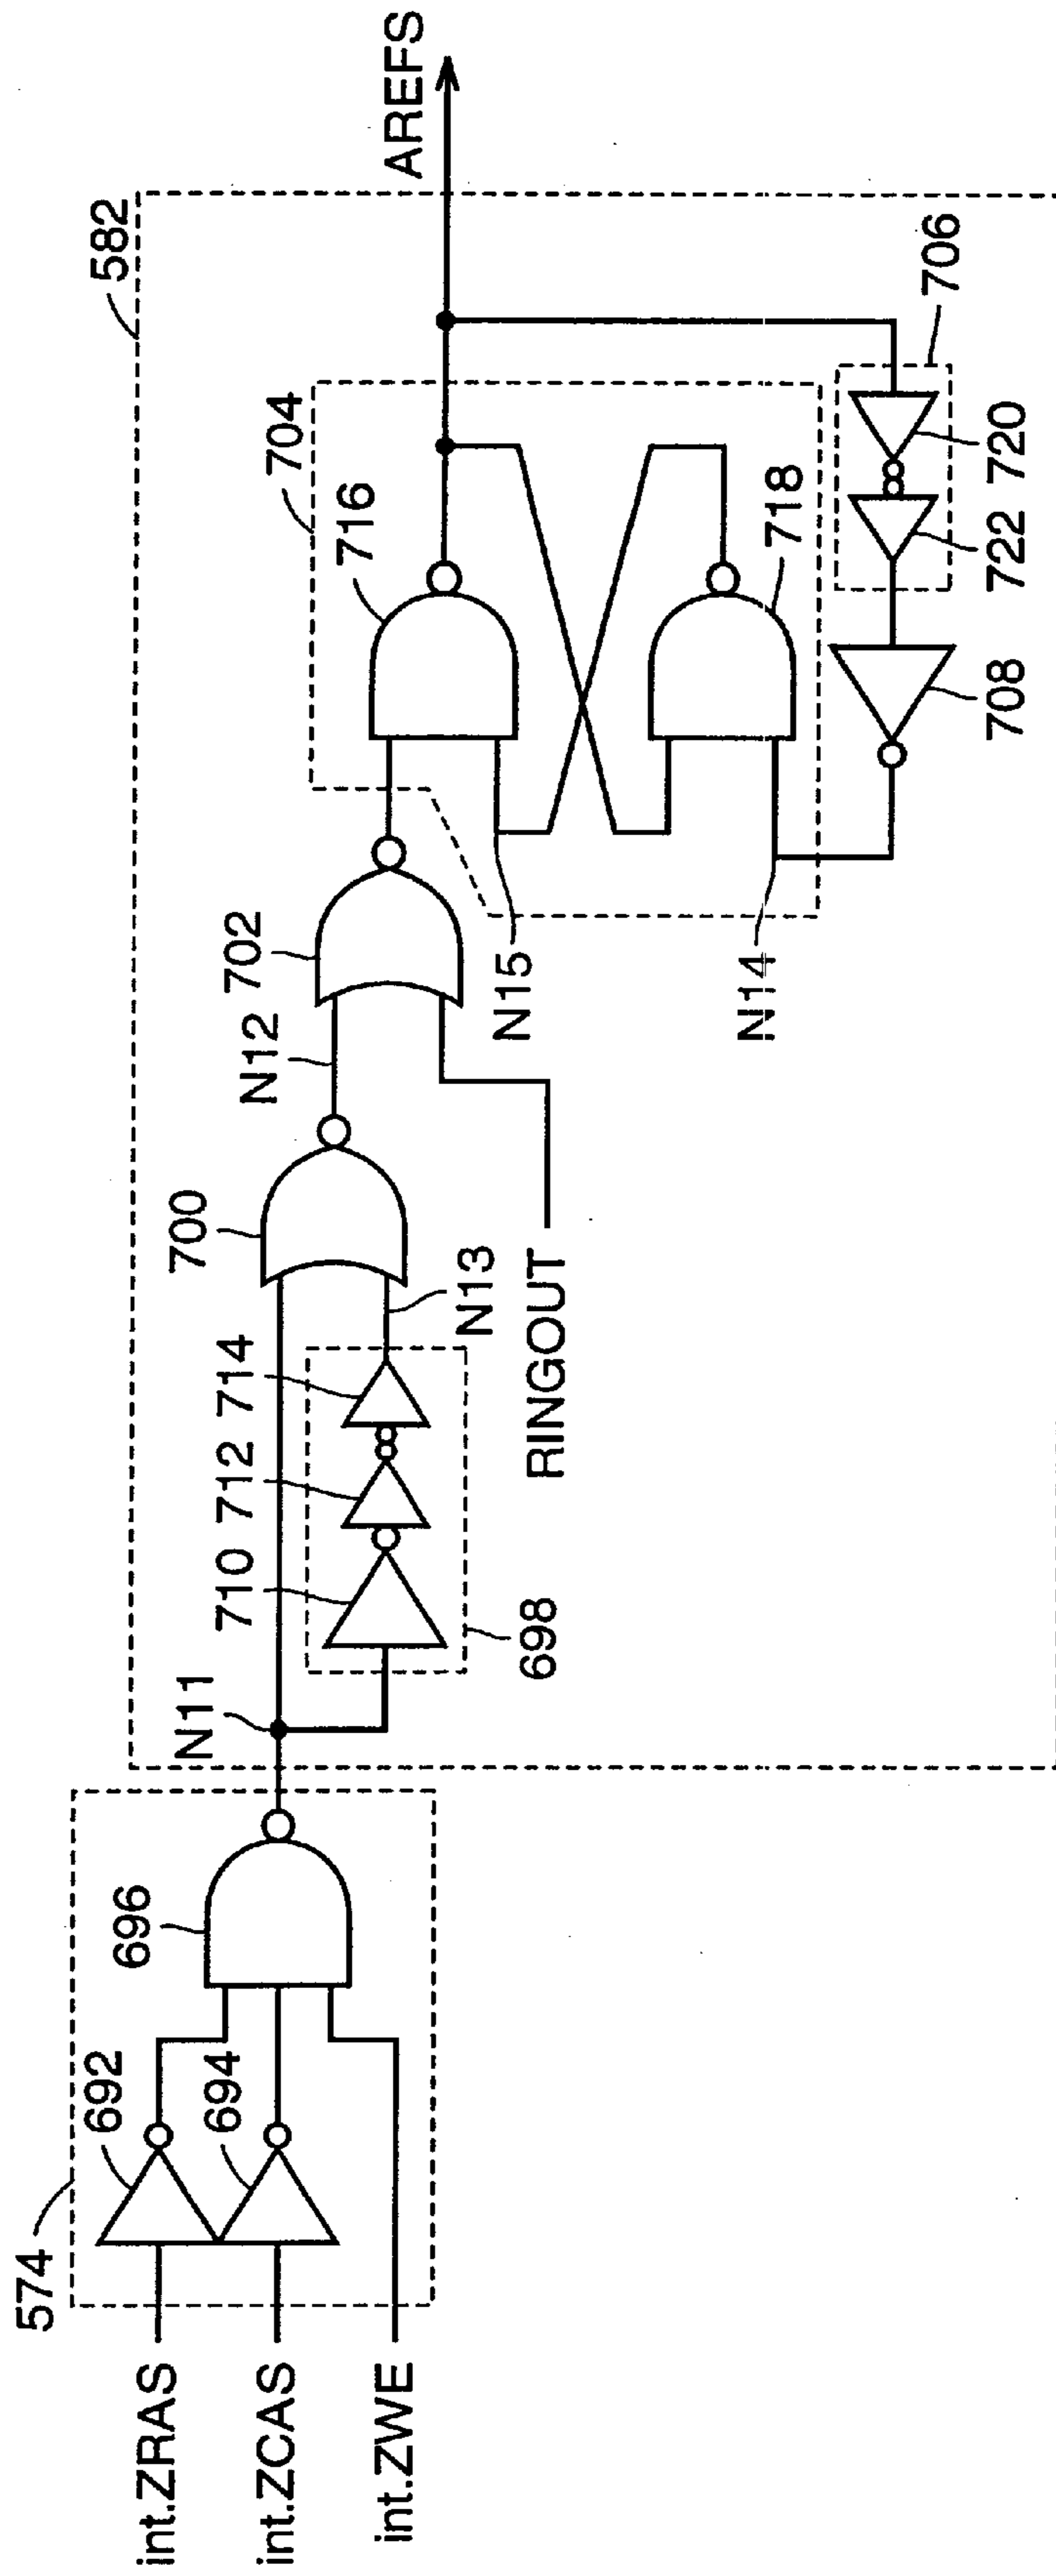 574
692
694
696
int.ZRAS
int.ZCAS
int.ZWE
582
N11
710
712
714
698
700
N13
N12
702
RINGOUT
704
716
718
N15
N14
706
720
722
708
AREFS